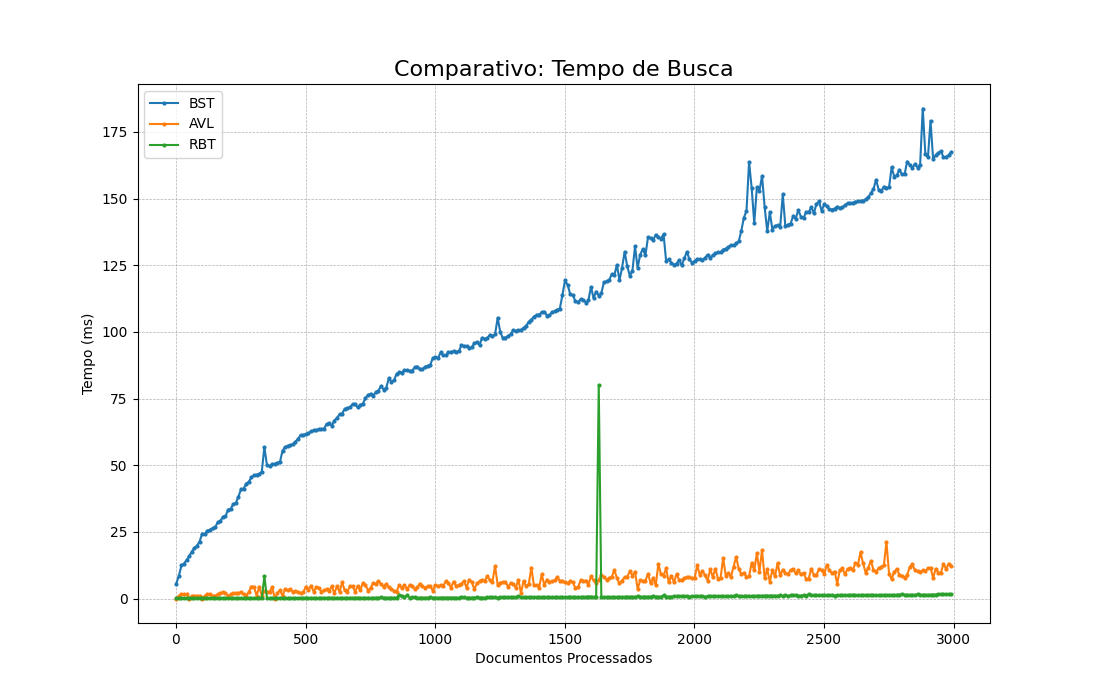 Comparativo: Tempo de Busca
BST
AVL
RBT
175
150
125
100
75
50
25
0
Tempo (ms)
0 500 1000 1500 2000 2500 3000
Documentos Processados